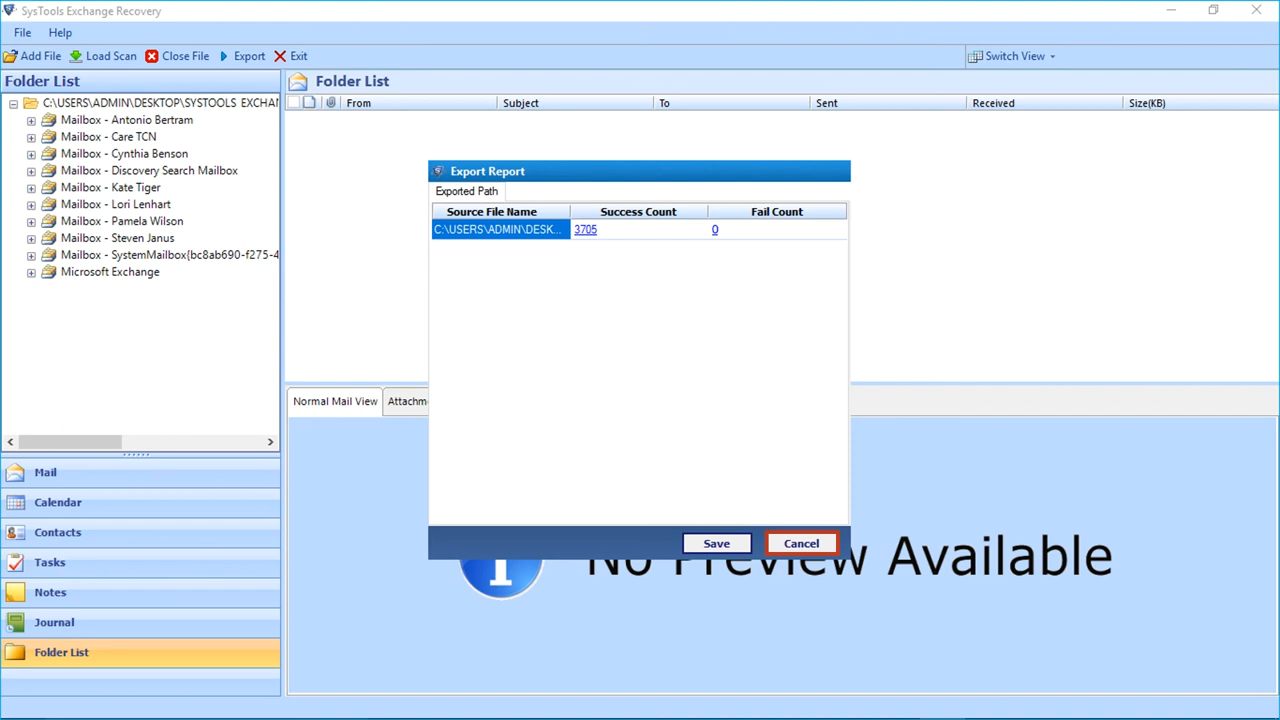 SysTools Exchange Recovery
File Help
Add File Load Scan Close File Export Exit Switch View
Folder List
Folder List
From Subject To Sent Received Size(KB)
C:\USERS\ADMIN\DESKTOP\SYSTOOLS EXCHAN
Mailbox - Antonio Bertram
Mailbox - Care TCN
Mailbox - Cynthia Benson
Mailbox - Discovery Search Mailbox
Mailbox - Kate Tiger
Mailbox - Lori Lenhart
Mailbox - Pamela Wilson
Mailbox - Steven Janus
Mailbox - SystemMailbox{bc8ab690-f275-4
Microsoft Exchange
Export Report
Exported Path
Source File Name Success Count Fail Count
C:\USERS\ADMIN\DESK... 3705 0
Save Cancel
Normal Mail View Attachm
No Preview Available
Mail
Calendar
Contacts
Tasks
Notes
Journal
Folder List